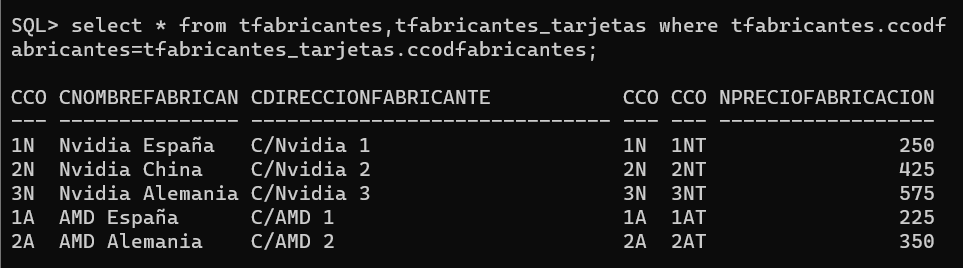 SQL> select * from tfabricantes,tfabricantes_tarjetas where tfabricantes.ccodf
abricantes=tfabricantes_tarjetas.ccodfabricantes;

CCO CNOMBREFABRICAN CDIRECCIONFABRICANTE           CCO CCO NPRECIOFABRICACION
--- --------------- ------------------------------ --- --- ------------------
1N  Nvidia España   C/Nvidia 1                     1N  1NT                250
2N  Nvidia China    C/Nvidia 2                     2N  2NT                425
3N  Nvidia Alemania C/Nvidia 3                     3N  3NT                575
1A  AMD España      C/AMD 1                        1A  1AT                225
2A  AMD Alemania    C/AMD 2                        2A  2AT                350